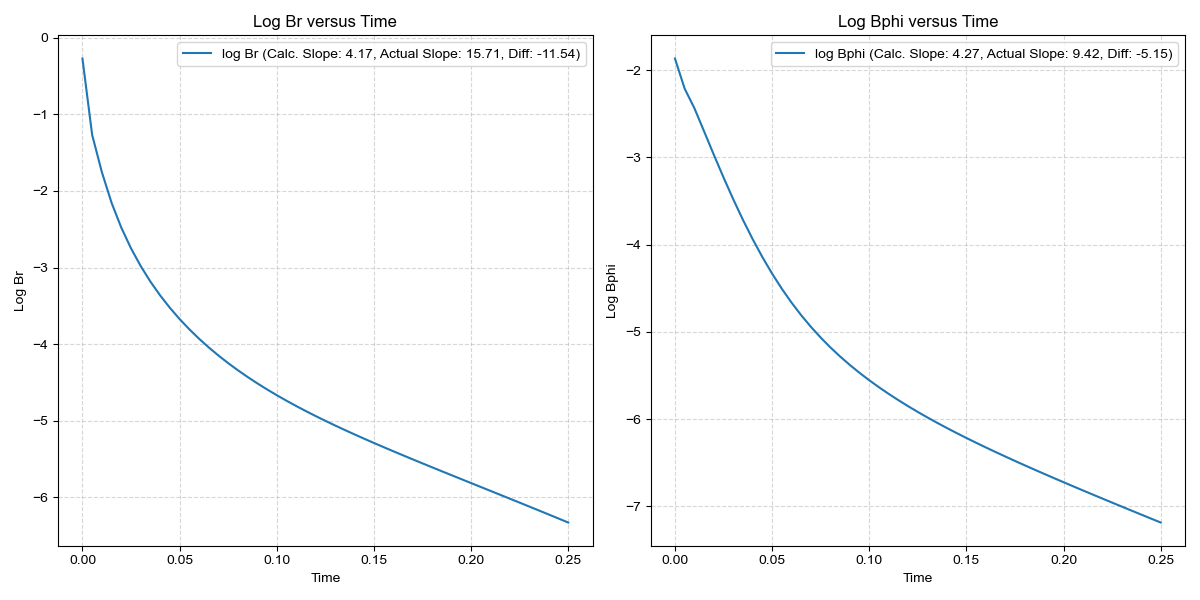 Log Br versus Time
log Br (Calc. Slope: 4.17, Actual Slope: 15.71, Diff: -11.54)
Log Br
0
−1
−2
−3
−4
−5
−6
0.00 0.05 0.10 0.15 0.20 0.25
Time
Log Bphi versus Time
log Bphi (Calc. Slope: 4.27, Actual Slope: 9.42, Diff: -5.15)
Log Bphi
−2
−3
−4
−5
−6
−7
0.00 0.05 0.10 0.15 0.20 0.25
Time